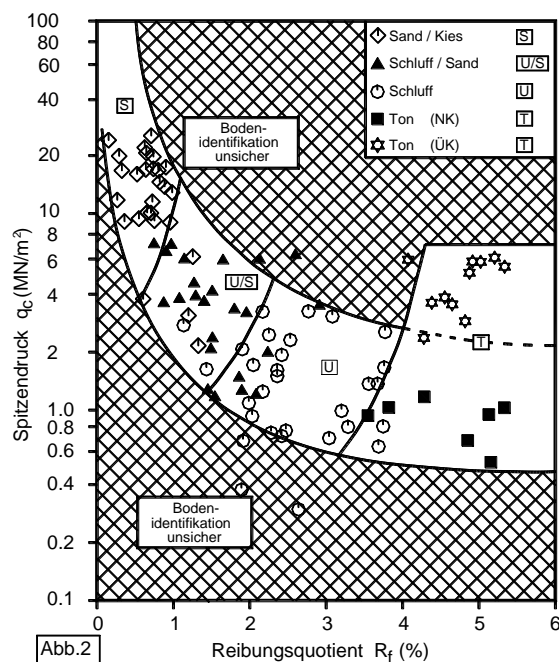 Spitzendruck qc (MN/m²)
100
80
60
40
20
10
8
6
4
2
1.0
0.8
0.6
0.4
0.2
0.1
Sand / Kies S
Schluff / Sand U/S
Schluff U
Ton (NK) T
Ton (ÜK) T
S
Boden-
identifikation
unsicher
U/S
U
T
Boden-
identifikation
unsicher
0 1 2 3 4 5 6
Abb.2
Reibungsquotient Rf (%)